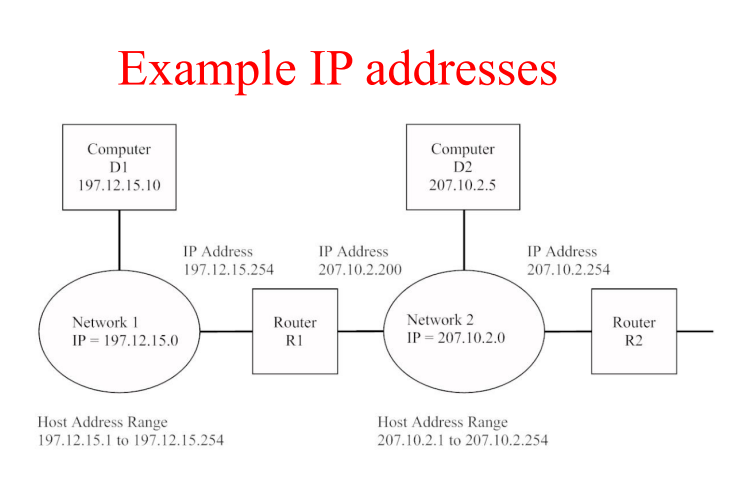 Example IP addresses
Computer
D1
197.12.15.10
Computer
D2
207.10.2.5
IP Address
197.12.15.254
IP Address
207.10.2.200
IP Address
207.10.2.254
Network 1
IP = 197.12.15.0
Router
R1
Network 2
IP = 207.10.2.0
Router
R2
Host Address Range
197.12.15.1 to 197.12.15.254
Host Address Range
207.10.2.1 to 207.10.2.254